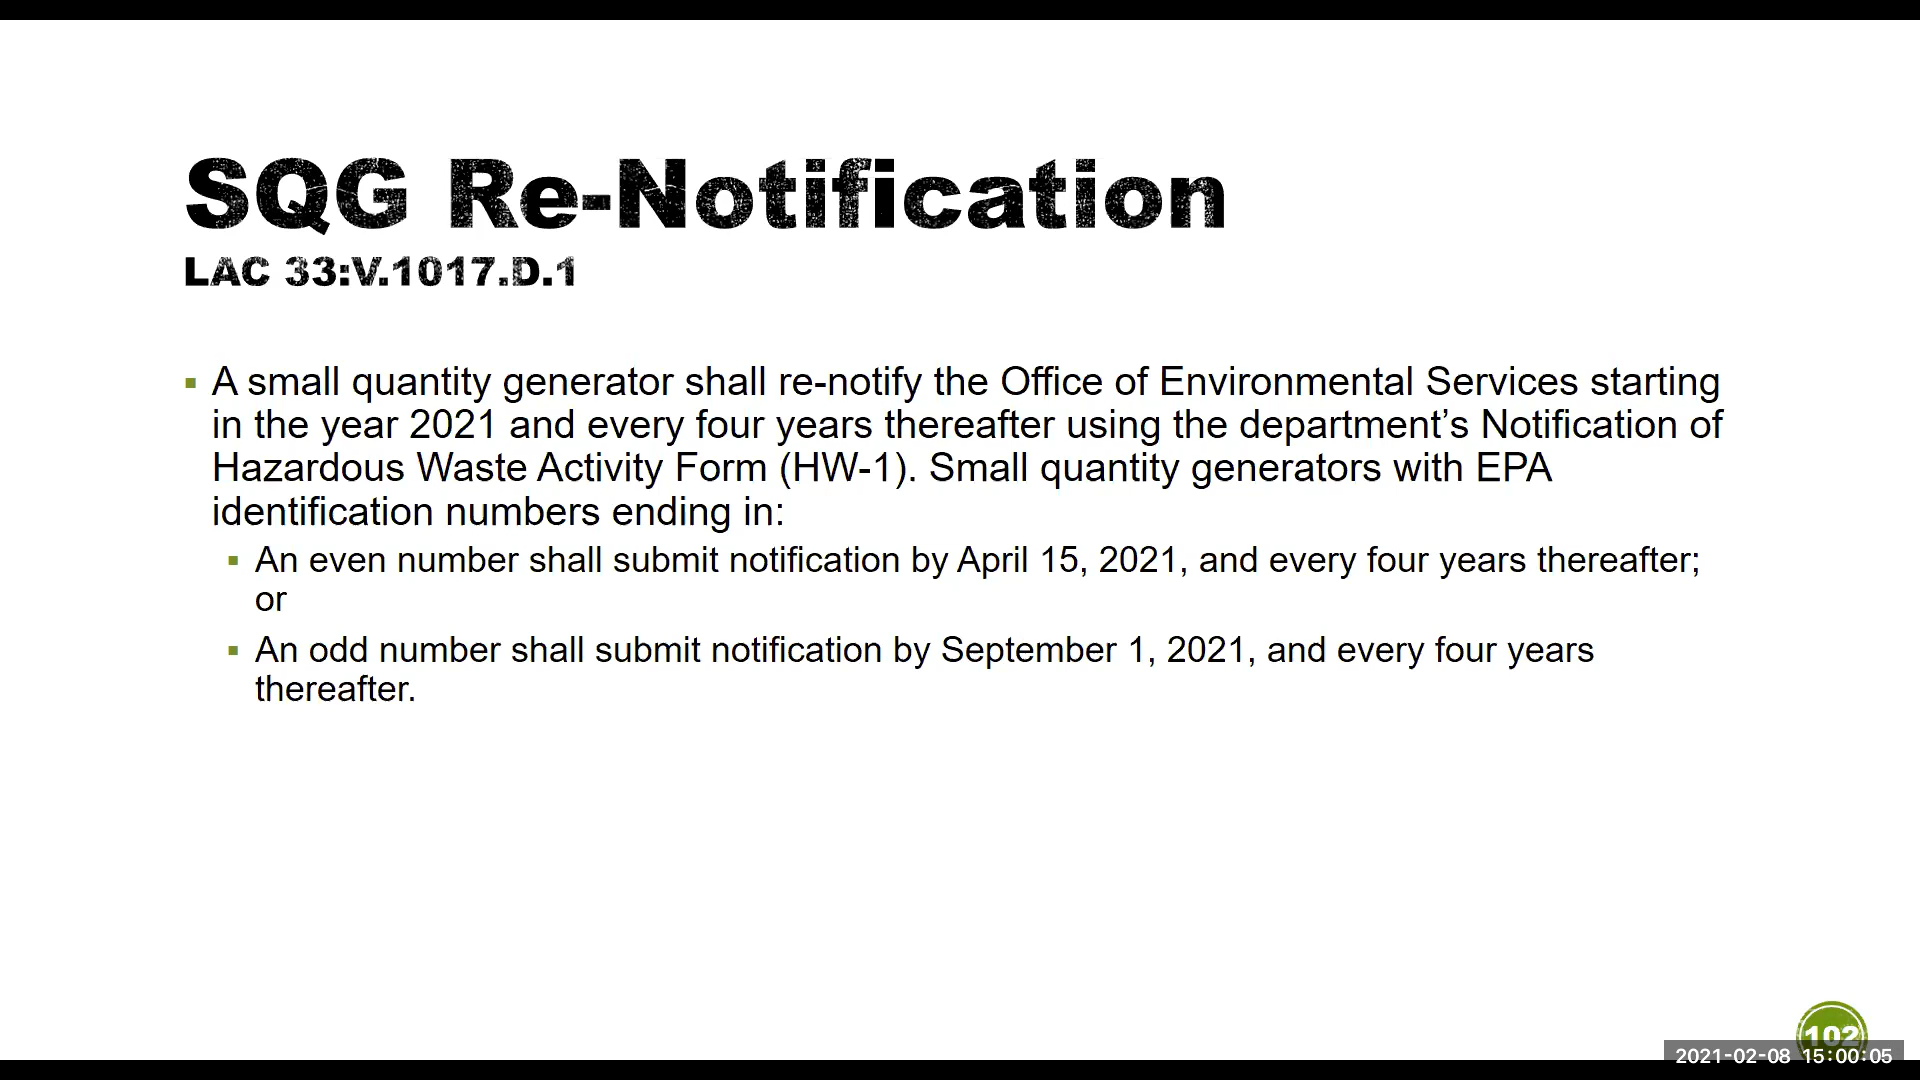 SQG Re-Notification
LAC 33:V.1017.D.1
A small quantity generator shall re-notify the Office of Environmental Services starting
in the year 2021 and every four years thereafter using the department’s Notification of
Hazardous Waste Activity Form (HW-1). Small quantity generators with EPA
identification numbers ending in:
An even number shall submit notification by April 15, 2021, and every four years thereafter;
or
An odd number shall submit notification by September 1, 2021, and every four years
thereafter.
102
2021-02-08 15:00:05